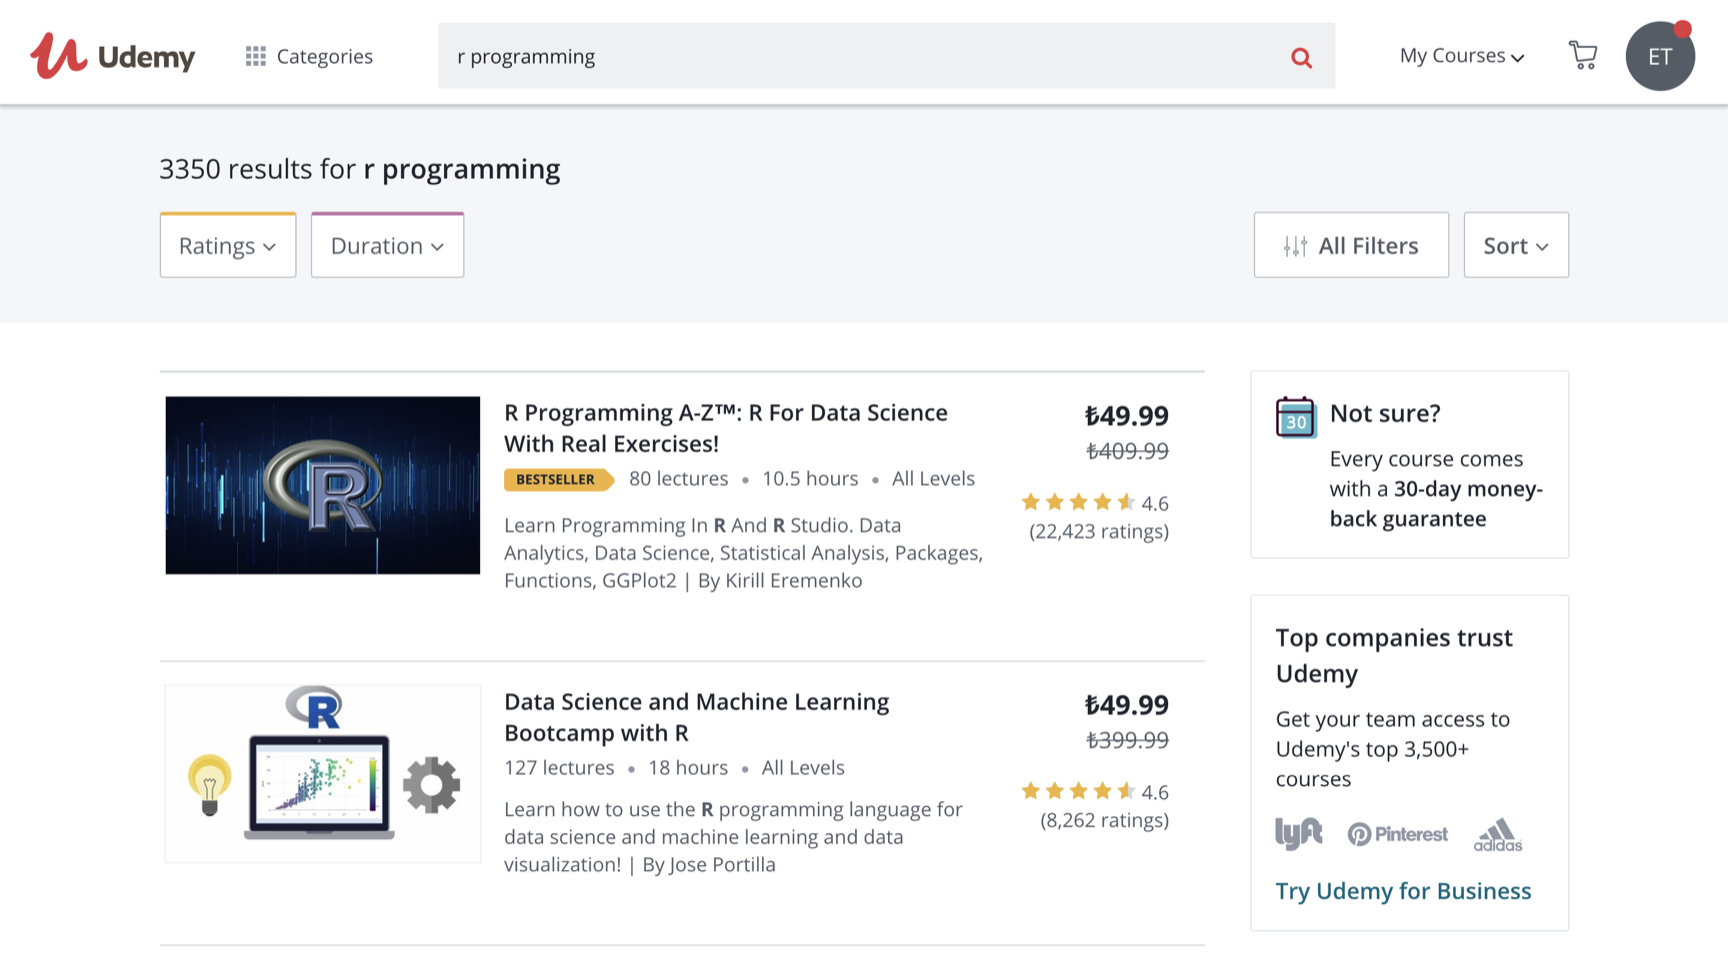 Udemy
Categories
r programming
My Courses
ET
3350 results for r programming
Ratings
Duration
All Filters
Sort
R
R Programming A-Z™: R For Data Science
With Real Exercises!
BESTSELLER 80 lectures • 10.5 hours • All Levels
Learn Programming In R And R Studio. Data
Analytics, Data Science, Statistical Analysis, Packages,
Functions, GGPlot2 | By Kirill Eremenko
₺49.99
₺409.99
4.6
(22,423 ratings)
R
Data Science and Machine Learning
Bootcamp with R
127 lectures • 18 hours • All Levels
Learn how to use the R programming language for
data science and machine learning and data
visualization! | By Jose Portilla
₺49.99
₺399.99
4.6
(8,262 ratings)
30
Not sure?
Every course comes
with a 30-day money-
back guarantee
Top companies trust
Udemy
Get your team access to
Udemy's top 3,500+
courses
lyft Pinterest adidas
Try Udemy for Business